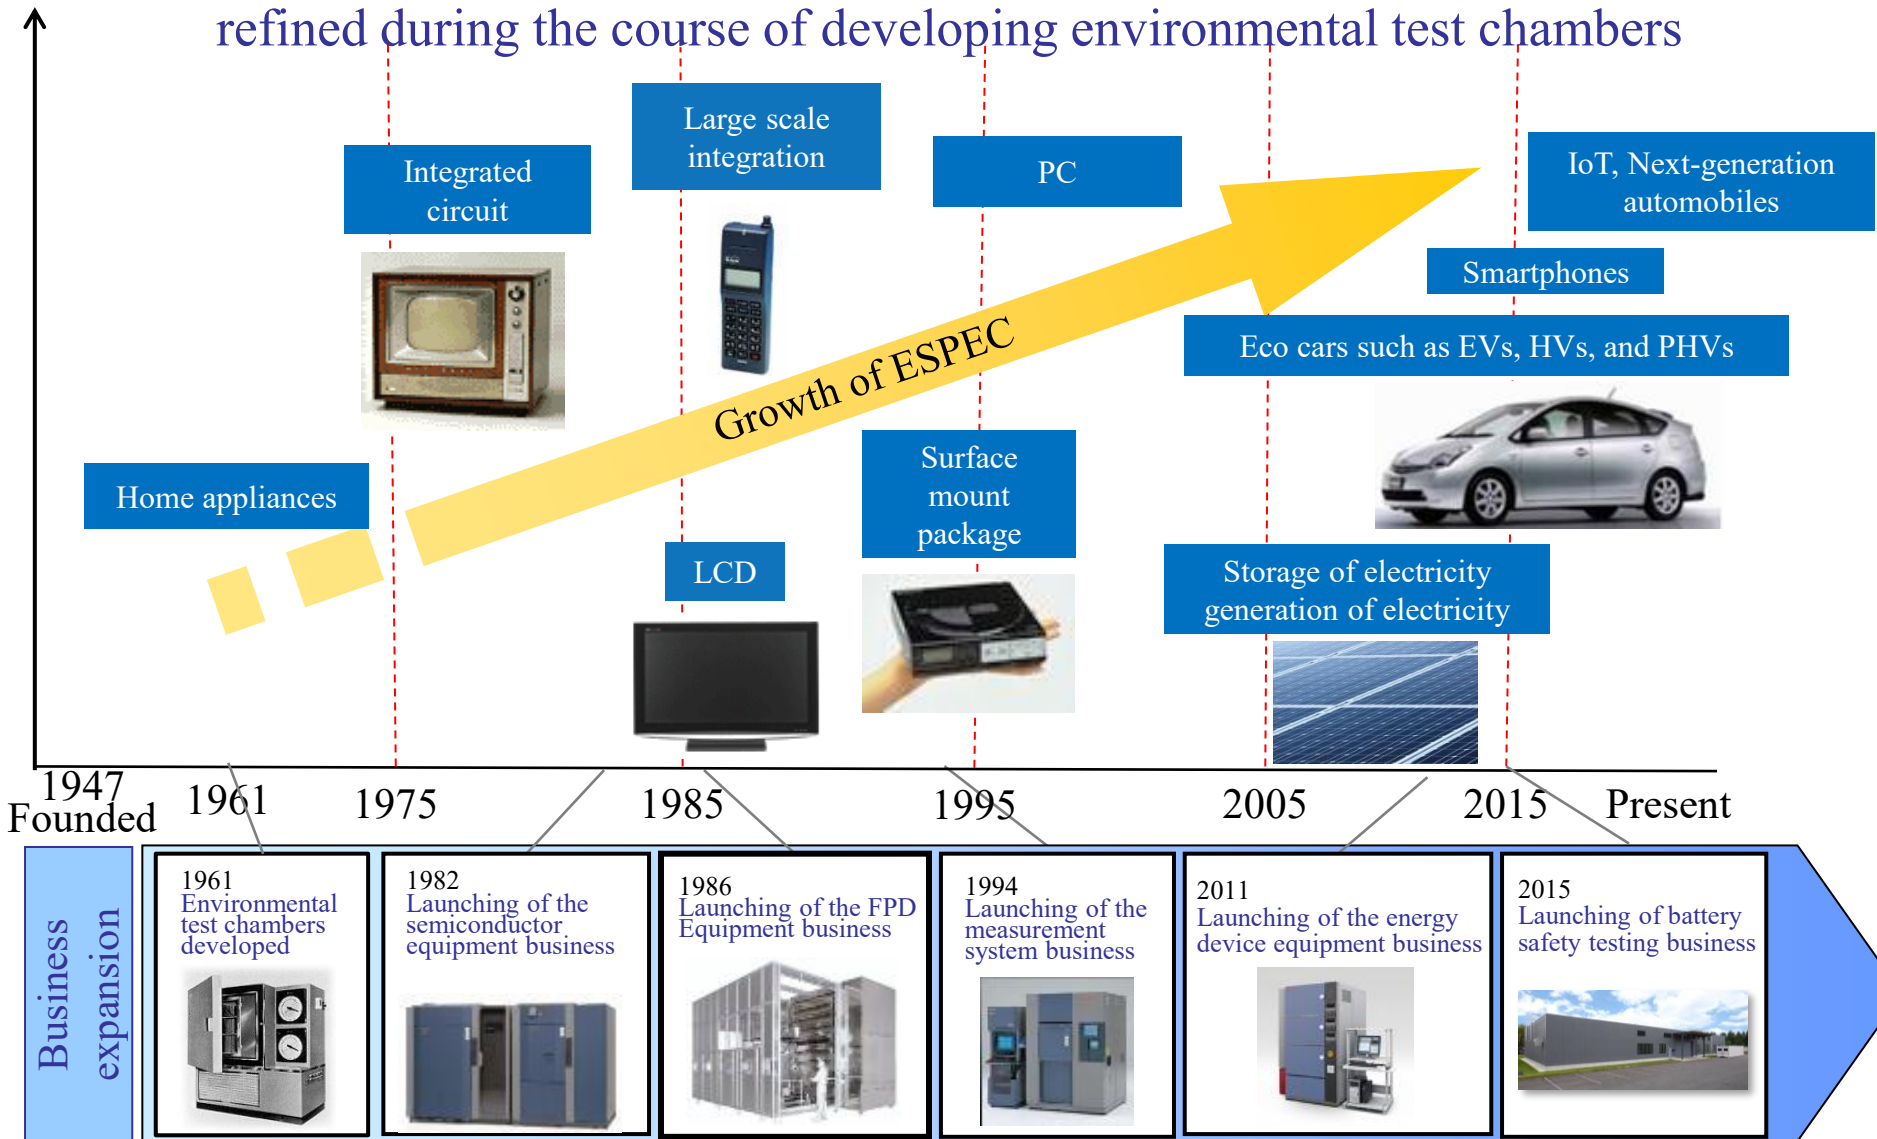 refined during the course of developing environmental test chambers
Large scale
integration
Integrated
circuit
PC
IoT, Next-generation
automobiles
Smartphones
Eco cars such as EVs, HVs, and PHVs
Growth of ESPEC
Home appliances
Surface
mount
package
LCD
Storage of electricity
generation of electricity
1947
Founded
1961
1975
1985
1995
2005
2015
Present
Business
expansion
1961
Environmental
test chambers
developed
1982
Launching of the
semiconductor
equipment business
1986
Launching of the FPD
Equipment business
1994
Launching of the
measurement
system business
2011
Launching of the energy
device equipment business
2015
Launching of battery
safety testing business